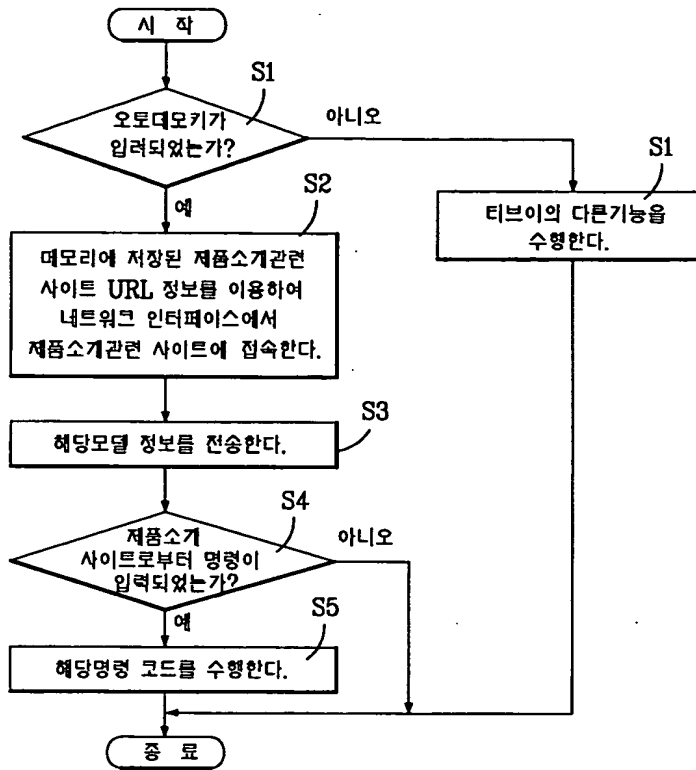 시 작
S1
오토데모키가
입력되었는가?
아니오
S1
티브이의 다른기능을
수행한다.
예
S2
메모리에 저장된 제품소개관련
사이트 URL 정보를 이용하여
네트워크 인터페이스에서
제품소개관련 사이트에 접속한다.
S3
해당모델 정보를 전송한다.
S4
제품소개
사이트로부터 명령이
입력되었는가?
아니오
예
S5
해당명령 코드를 수행한다.
종 료